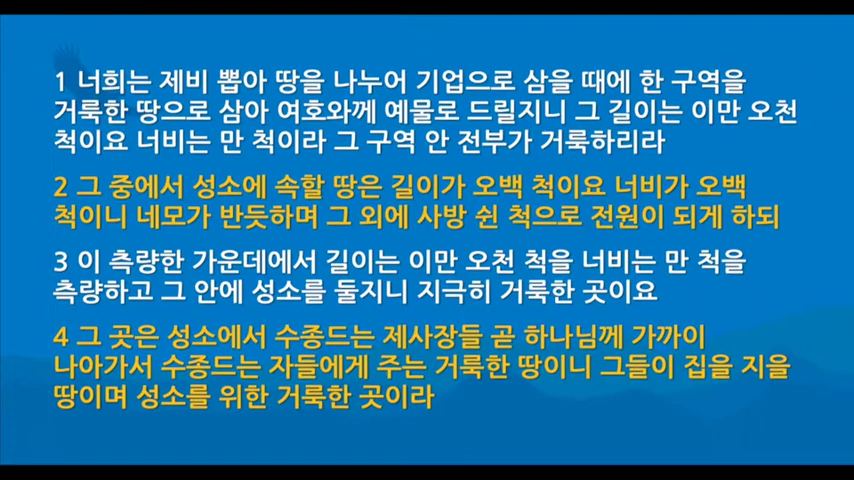 1 너희는 제비 뽑아 땅을 나누어 기업으로 삼을 때에 한 구역을
거룩한 땅으로 삼아 여호와께 예물로 드릴지니 그 길이는 이만 오천
척이요 너비는 만 척이라 그 구역 안 전부가 거룩하리라
2 그 중에서 성소에 속할 땅은 길이가 오백 척이요 너비가 오백
척이니 네모가 반듯하며 그 외에 사방 쉰 척으로 전원이 되게 하되
3 이 측량한 가운데에서 길이는 이만 오천 척을 너비는 만 척을
측량하고 그 안에 성소를 둘지니 지극히 거룩한 곳이요
4 그 곳은 성소에서 수종드는 제사장들 곧 하나님께 가까이
나아가서 수종드는 자들에게 주는 거룩한 땅이니 그들이 집을 지을
땅이며 성소를 위한 거룩한 곳이라